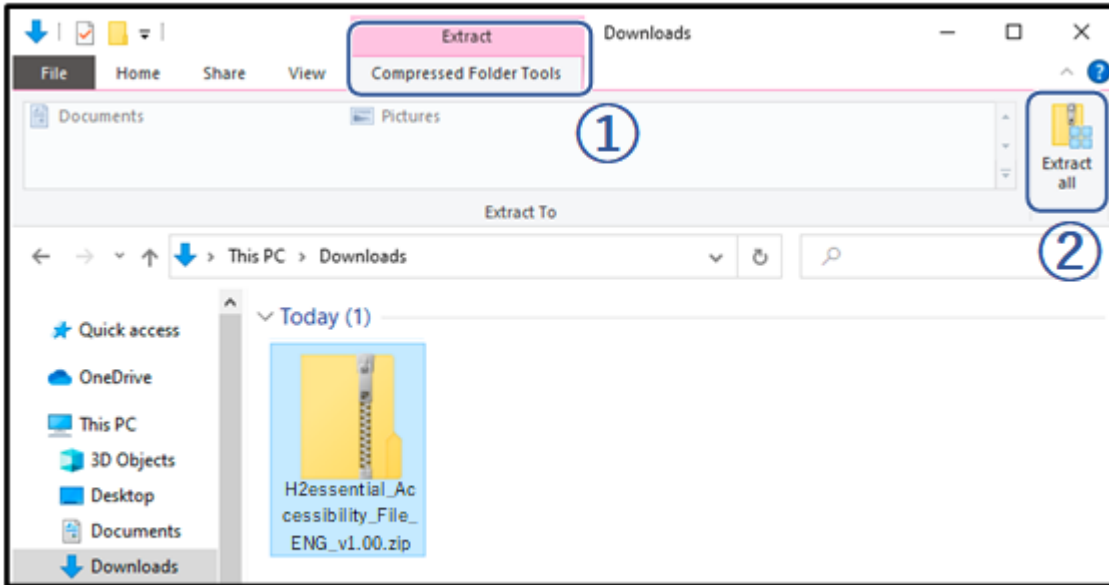 Extract
Downloads
File Home Share View Compressed Folder Tools
①
Documents Pictures
Extract
all
Extract To
②
This PC > Downloads
Today (1)
Quick access
OneDrive
This PC
3D Objects
Desktop
Documents
Downloads
H2essential_Ac
cessibility_File_
ENG_v1.00.zip